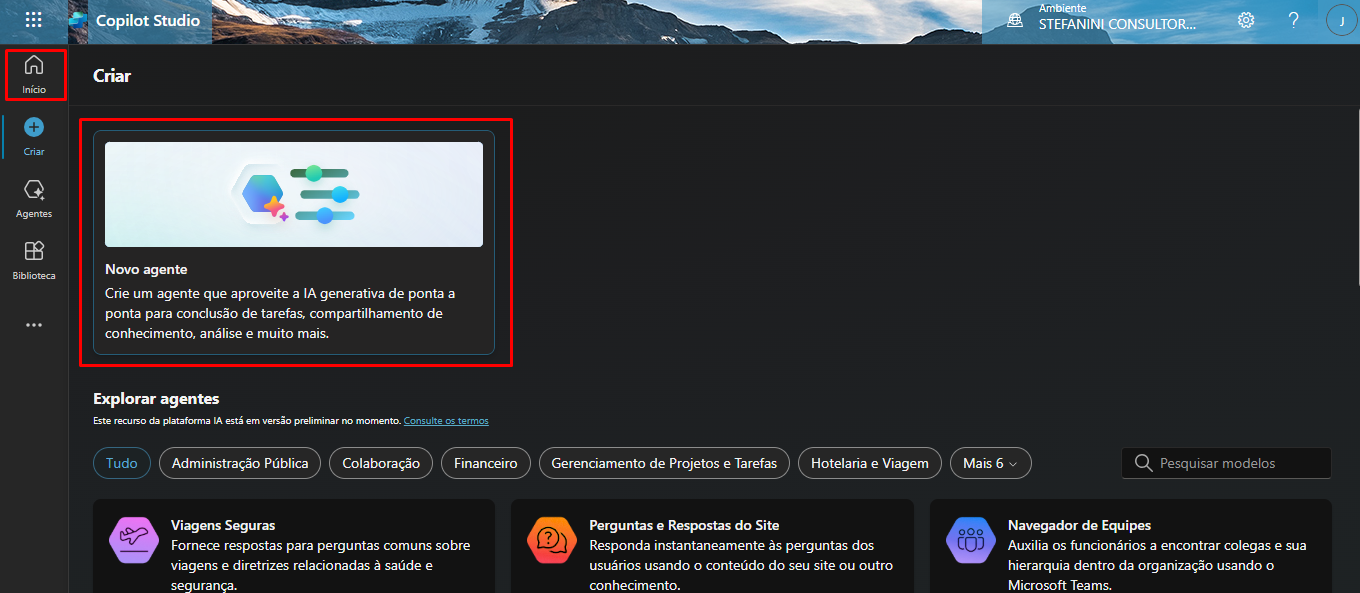 Copilot Studio
Ambiente
STEFANINI CONSULTOR...
?
J
Início
Criar
Agentes
Biblioteca
Criar
Novo agente
Crie um agente que aproveite a IA generativa de ponta a
ponta para conclusão de tarefas, compartilhamento de
conhecimento, análise e muito mais.
Explorar agentes
Este recurso da plataforma IA está em versão preliminar no momento. Consulte os termos
Tudo
Administração Pública
Colaboração
Financeiro
Gerenciamento de Projetos e Tarefas
Hotelaria e Viagem
Mais 6
Pesquisar modelos
Viagens Seguras
Fornece respostas para perguntas comuns sobre
viagens e diretrizes relacionadas à saúde e
segurança.
Perguntas e Respostas do Site
Responda instantaneamente às perguntas dos
usuários usando o conteúdo do seu site ou outro
conhecimento.
Navegador de Equipes
Auxilia os funcionários a encontrar colegas e sua
hierarquia dentro da organização usando o
Microsoft Teams.